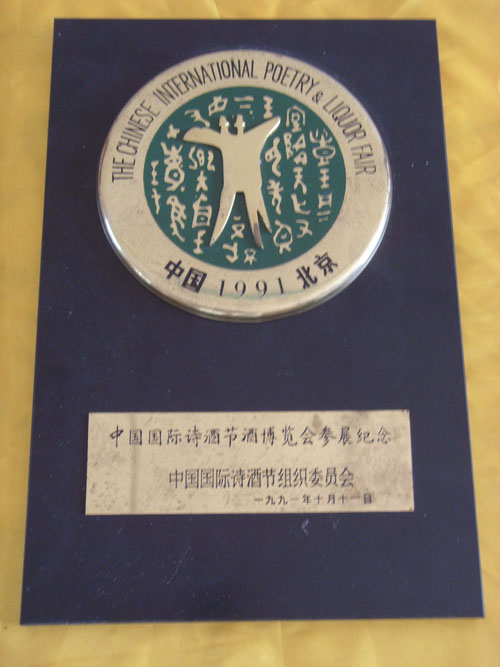 THE CHINESE INTERNATIONAL POETRY & LIQUOR FAIR
中国 1991 北京
中国国际诗酒节酒博览会参展纪念
中国国际诗酒节组织委员会
一九九一年十月十一日